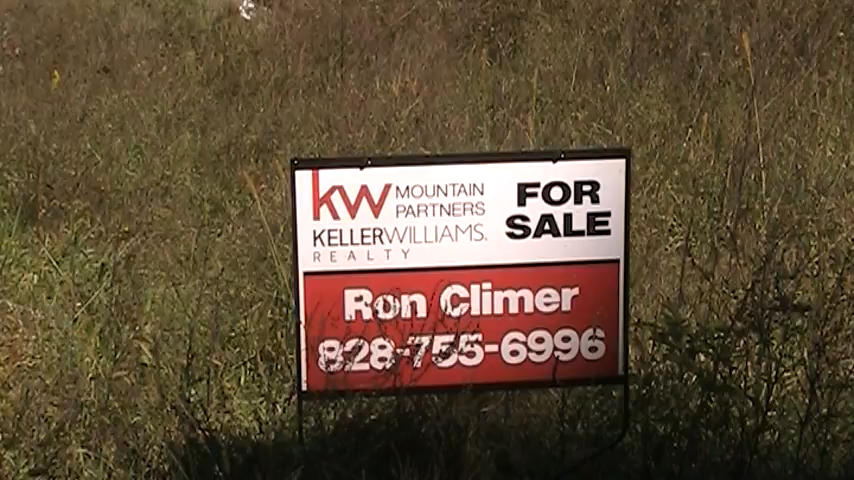 kw MOUNTAIN PARTNERS
KELLERWILLIAMS.
REALTY
FOR
SALE
Ron Climer
828-755-6996